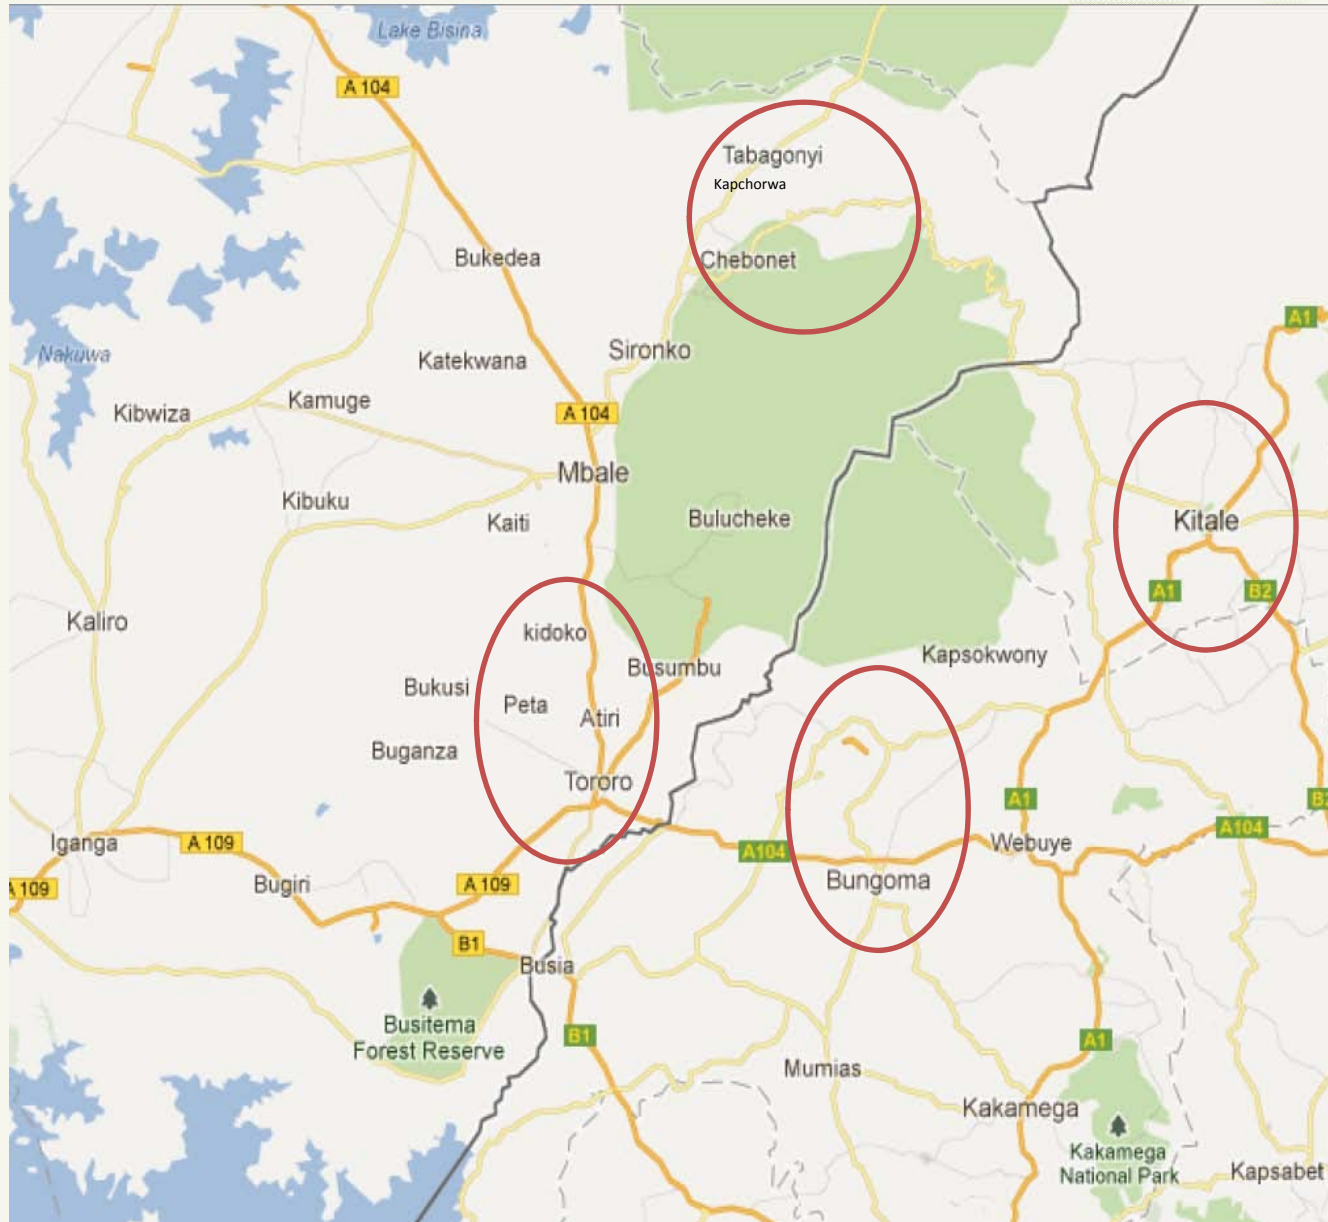 Lake Bisina
A 104
Tabagonyi
Kapchorwa
Bukedea
Chebonet
A1
Nakuwa
Katekwana
Sironko
Kibwiza
Kamuge
A 104
Mbale
Kibuku
Kaiti
Bulucheke
Kitale
A1
B2
Kaliro
kidoko
Busumbu
Kapsokwony
Bukusi
Peta
Atiri
Buganza
Tororo
A1
Iganga
A 109
A104
Webuye
A104
A 109
Bugiri
A 109
Bungoma
B1
Busia
Busitema
Forest Reserve
B1
A1
Mumias
Kakamega
Kakamega
National Park
Kapsabet